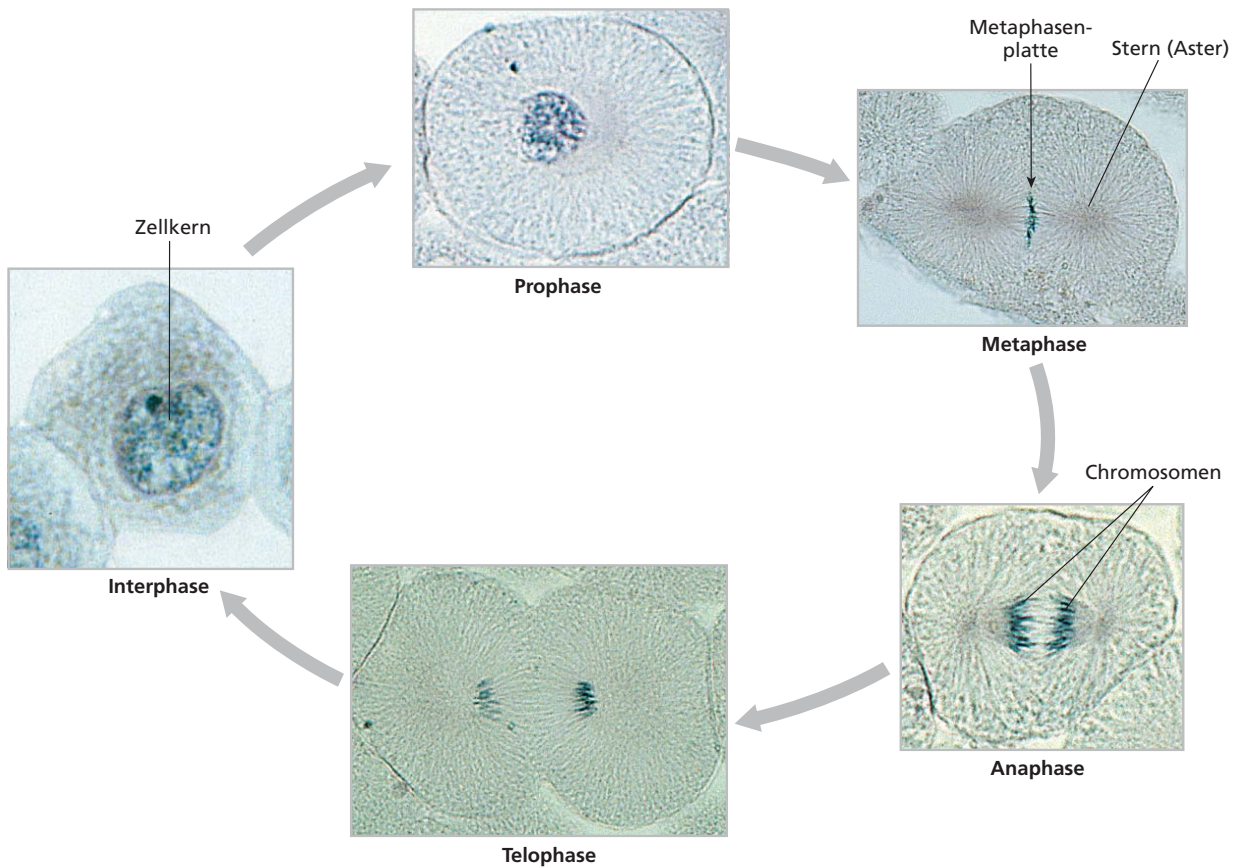 Metaphasen-
platte
Stern (Aster)
Zellkern
Prophase
Metaphase
Chromosomen
Interphase
Anaphase
Telophase